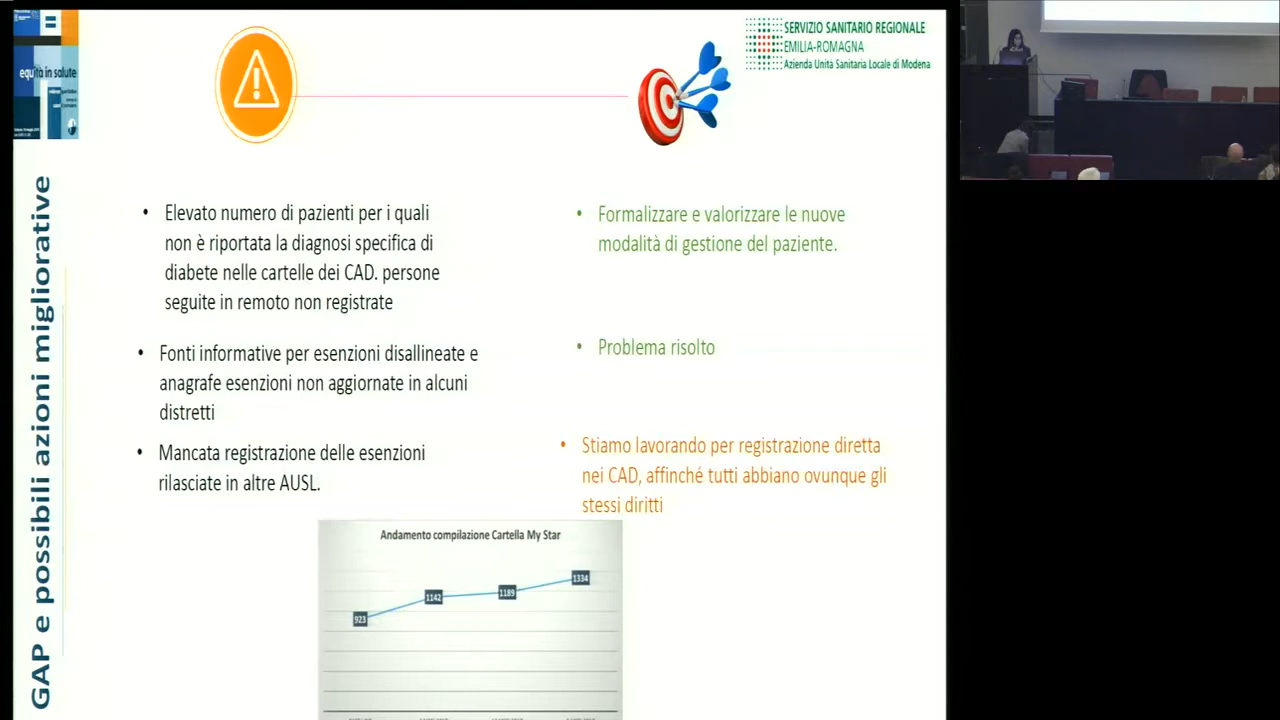 equità in salute
SERVIZIO SANITARIO REGIONALE
EMILIA-ROMAGNA
Azienda Unità Sanitaria Locale di Modena
GAP e possibili azioni migliorative
• Elevato numero di pazienti per i quali
non è riportata la diagnosi specifica di
diabete nelle cartelle dei CAD. persone
seguite in remoto non registrate
• Fonti informative per esenzioni disallineate e
anagrafe esenzioni non aggiornate in alcuni
distretti
• Mancata registrazione delle esenzioni
rilasciate in altre AUSL.
• Formalizzare e valorizzare le nuove
modalità di gestione del paziente.
• Problema risolto
• Stiamo lavorando per registrazione diretta
nei CAD, affinché tutti abbiano ovunque gli
stessi diritti
Andamento compilazione Cartella My Star
923
1142
1189
1334